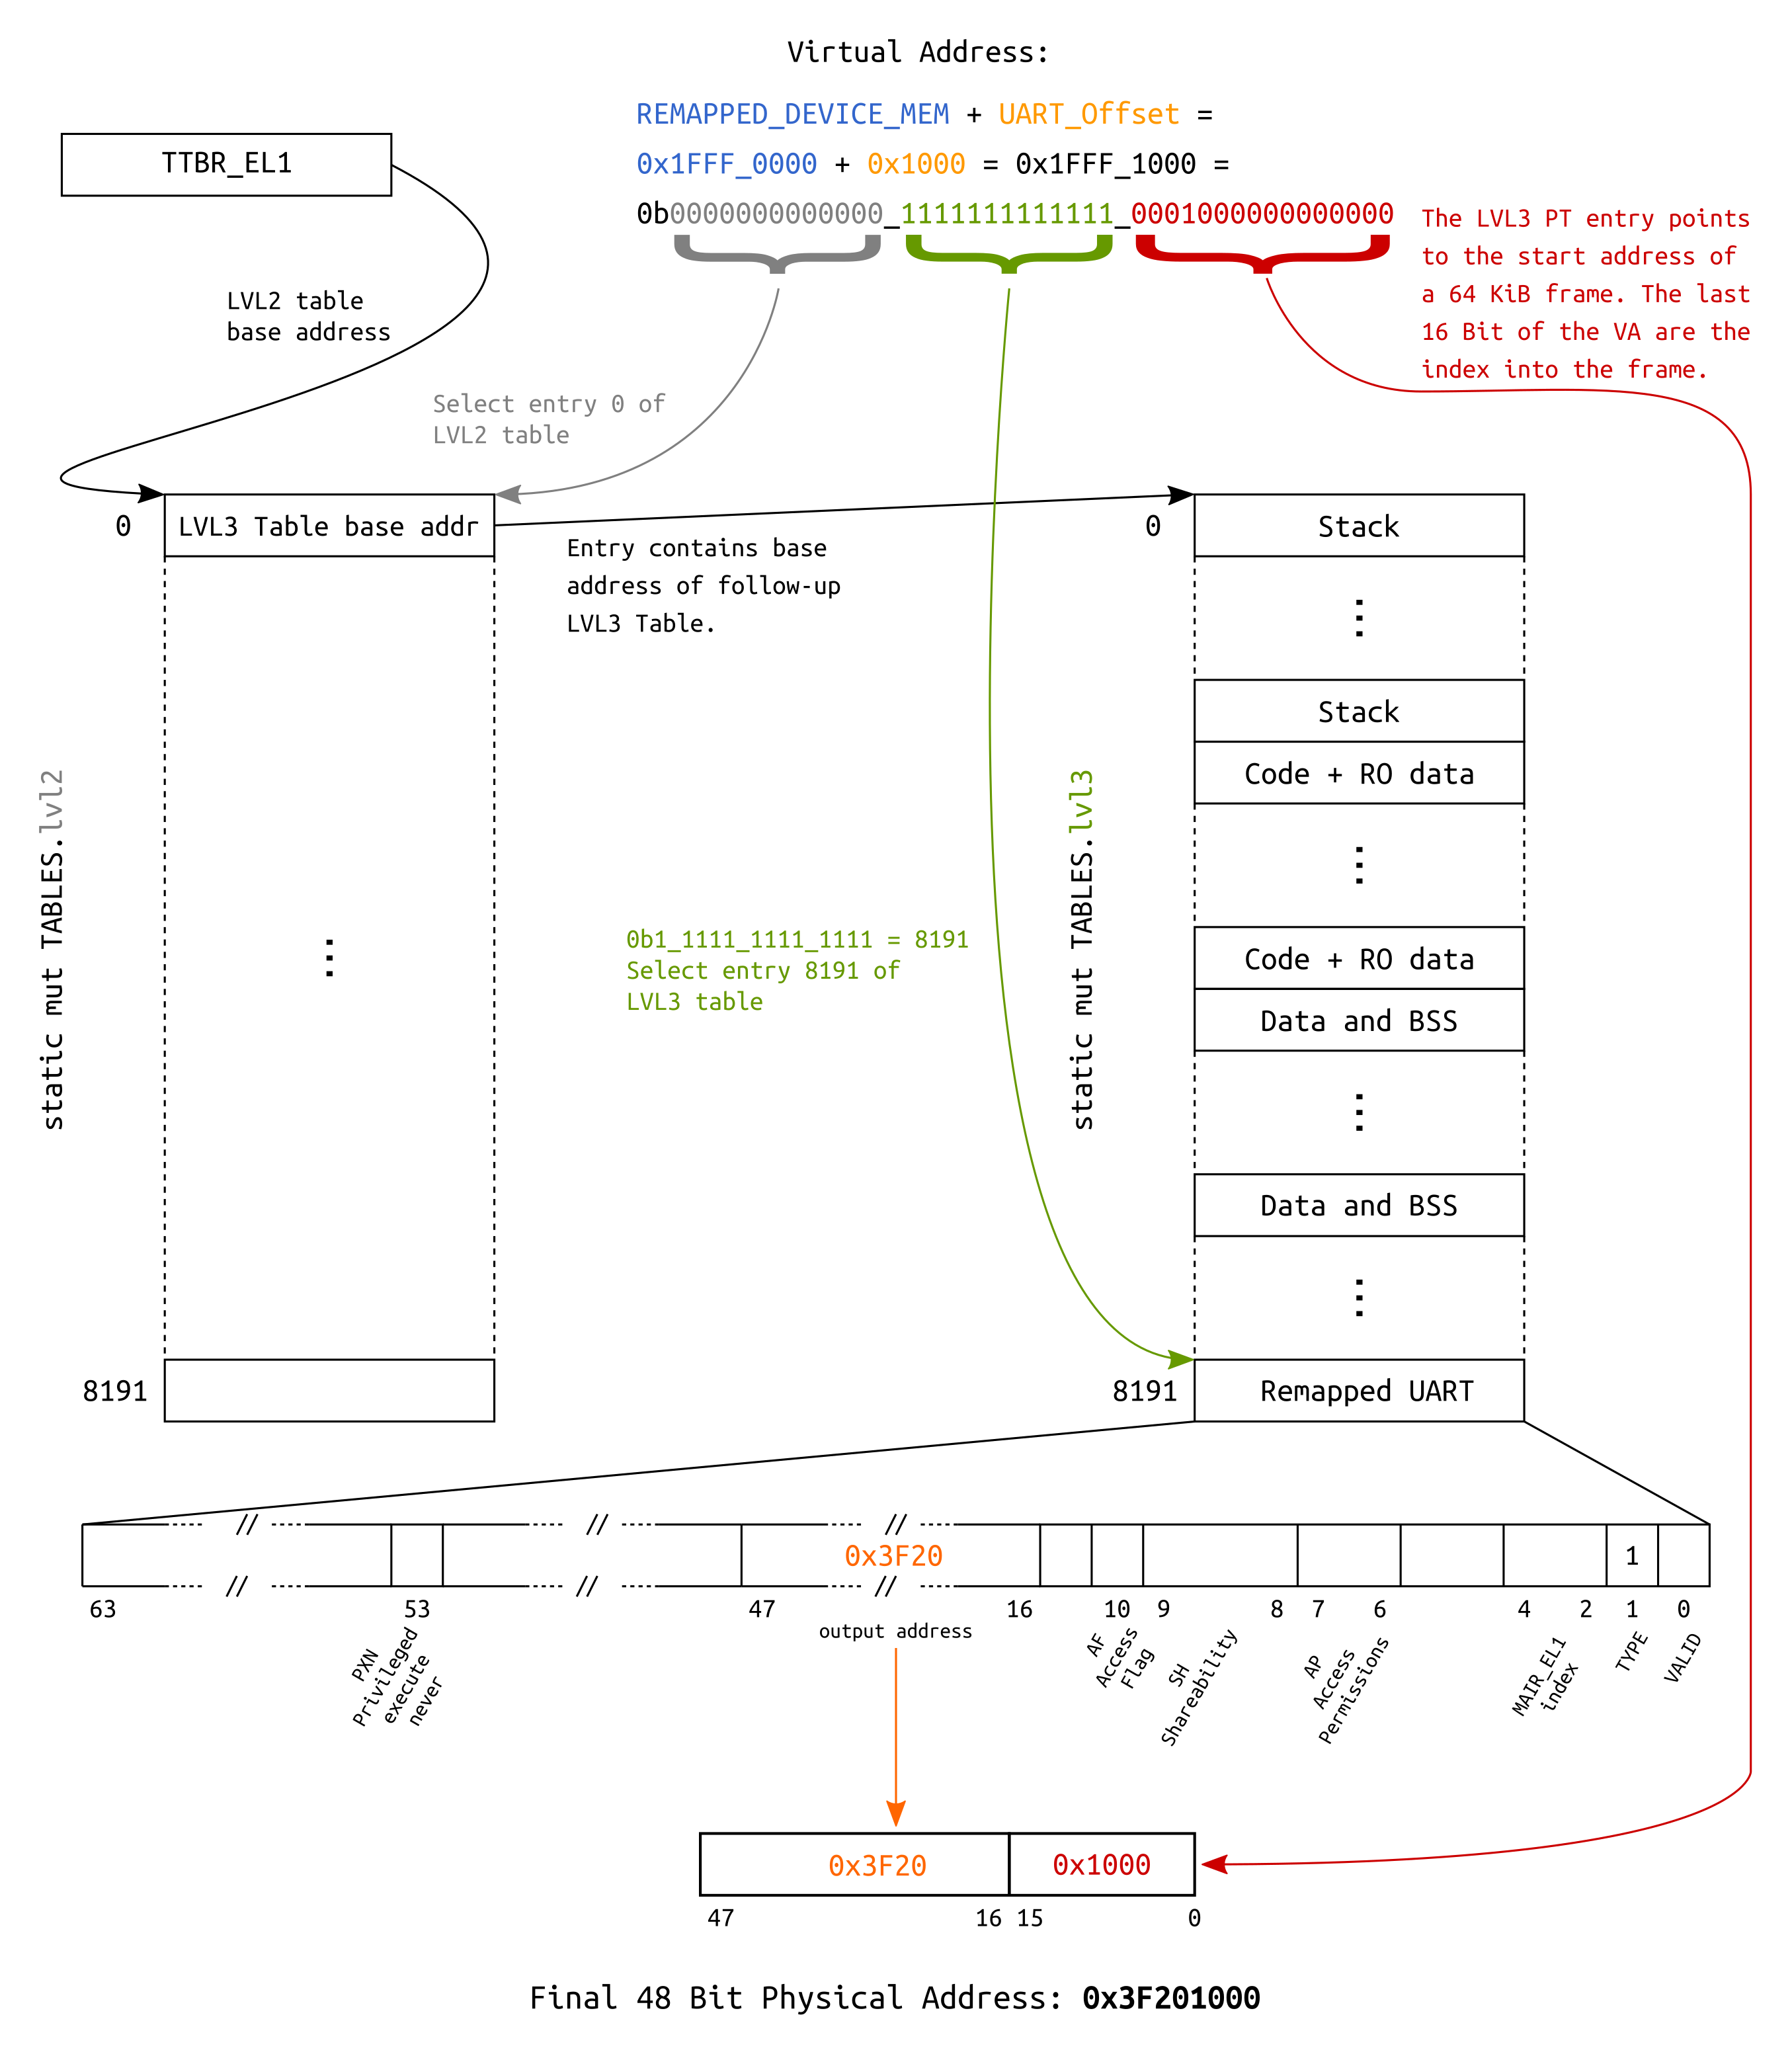 Virtual Address:
REMAPPED_DEVICE_MEM + UART_Offset =
0x1FFF_0000 + 0x1000 = 0x1FFF_1000 =
0b0000000000000_1111111111111_0001000000000000
The LVL3 PT entry points
to the start address of
a 64 KiB frame. The last
16 Bit of the VA are the
index into the frame.
TTBR_EL1
LVL2 table
base address
Select entry 0 of
LVL2 table
0
LVL3 Table base addr
Entry contains base
address of follow-up
LVL3 Table.
0
Stack
Stack
Code + RO data
Code + RO data
Data and BSS
Data and BSS
static mut TABLES.lvl2
static mut TABLES.lvl3
0b1_1111_1111_1111 = 8191
Select entry 8191 of
LVL3 table
8191
8191
Remapped UART
// // //
0x3F20
1
// // //
63 53 47 16 10 9 8 7 6 4 2 1 0
output address
PXN
Privileged
execute
never
AF
Access
Flag
SH
Shareability
AP
Access
Permissions
MAIR_EL1
index
TYPE
VALID
0x3F20 0x1000
47 16 15 0
Final 48 Bit Physical Address: 0x3F201000